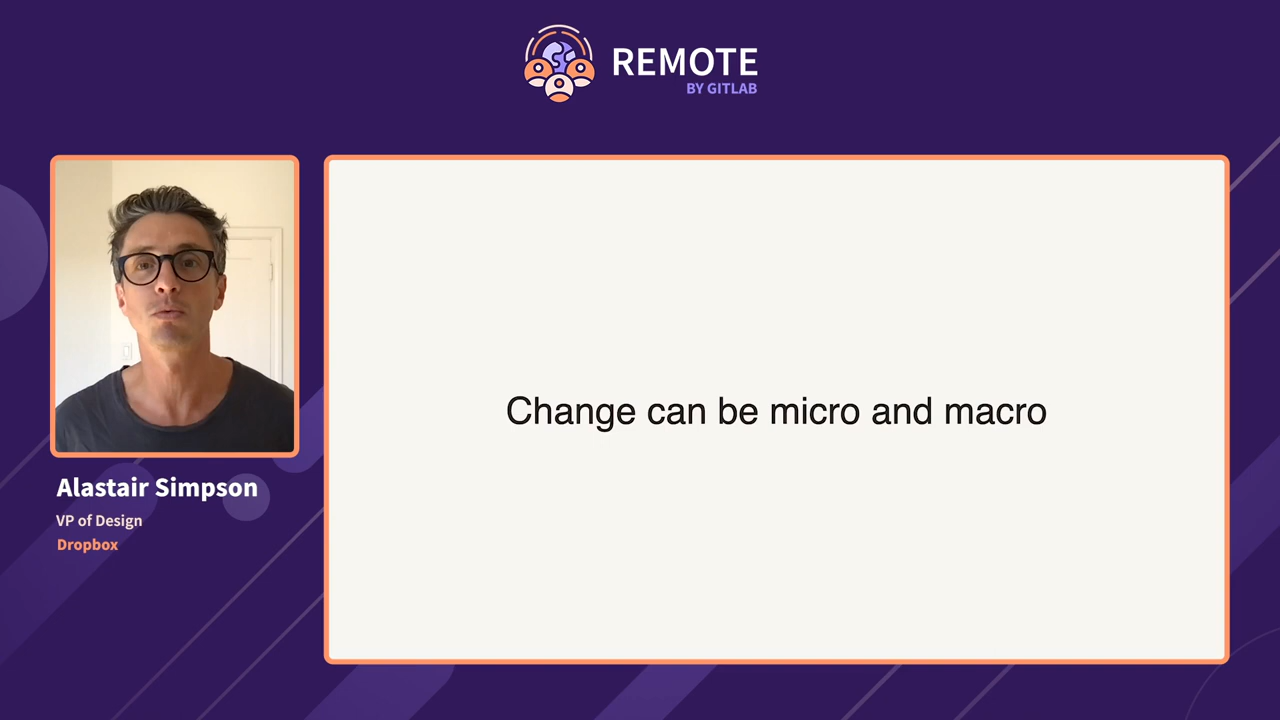 REMOTE
BY GITLAB
Alastair Simpson
VP of Design
Dropbox
Change can be micro and macro